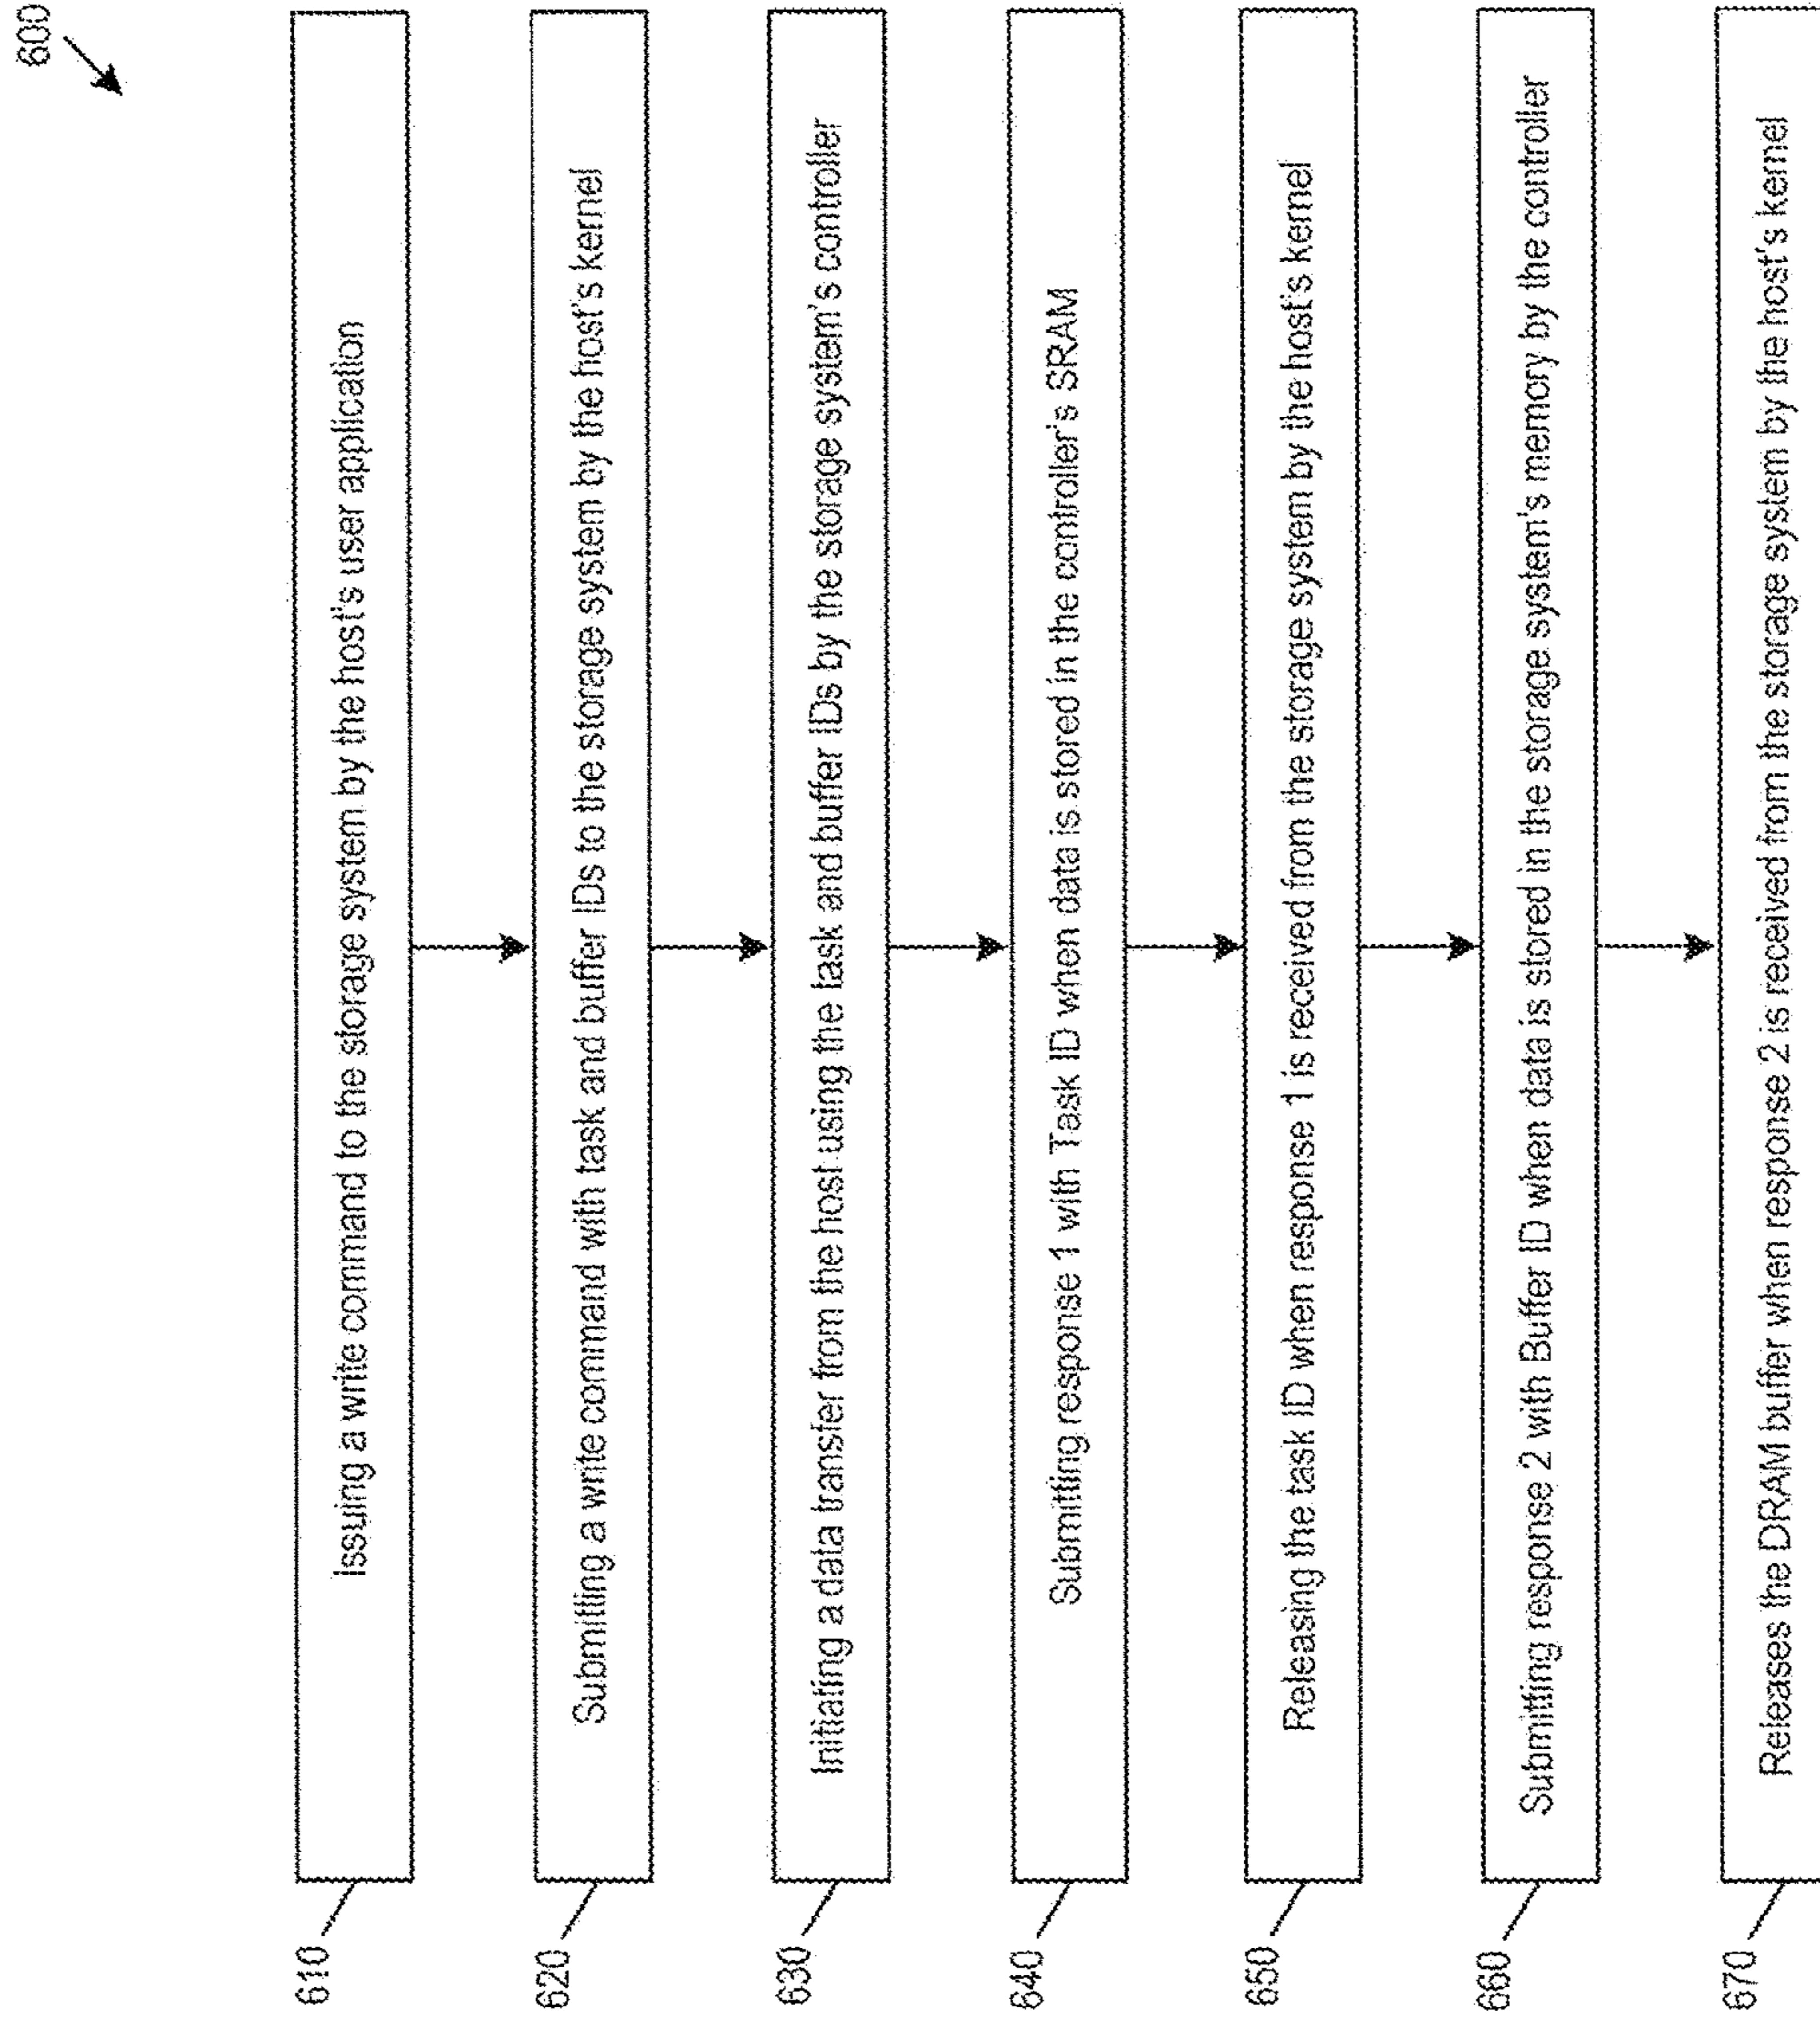 600
610
Issuing a write command to the storage system by the host's user application
620
Submitting a write command with task and buffer IDs to the storage system by the host's kernel
630
Initiating a data transfer from the host using the task and buffer IDs by the storage system's controller
640
Submitting response 1 with Task ID when data is stored in the controller's SRAM
650
Releasing the task ID when response 1 is received from the storage system by the host's kernel
660
Submitting response 2 with Buffer ID when data is stored in the storage system's memory by the controller
670
Releases the DRAM buffer when response 2 is received from the storage system by the host's kernel